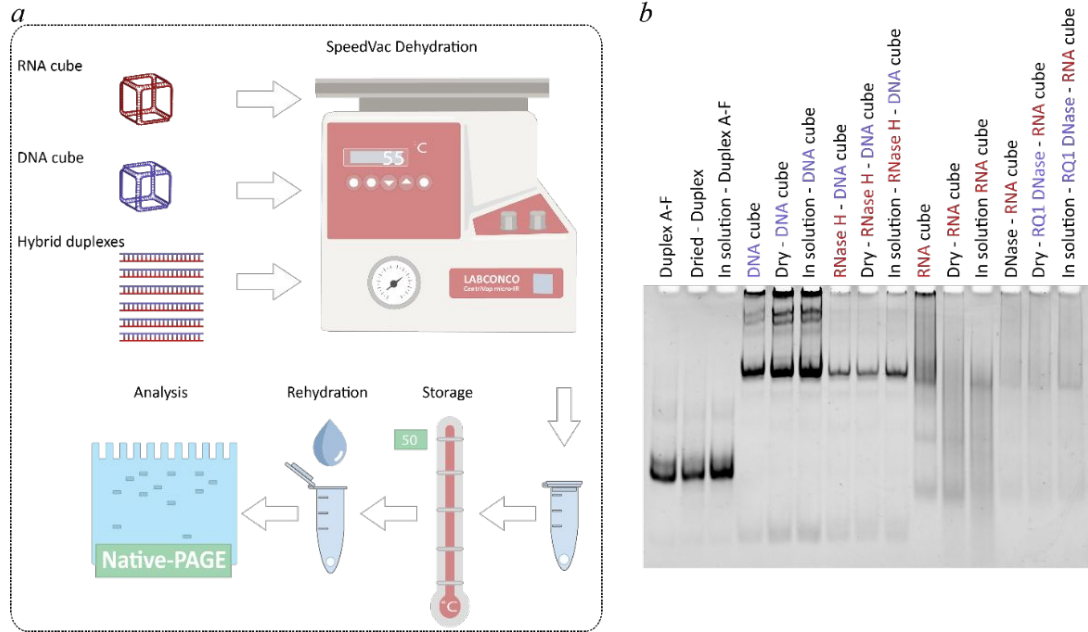 a
RNA cube
DNA cube
Hybrid duplexes
SpeedVac Dehydration
55 °C
LABCONCO
CentriVap micro-IR
Analysis
Rehydration
Storage
50
°C
Native-PAGE
b
Duplex A-F
Dried - Duplex
In solution - Duplex A-F
DNA cube
Dry - DNA cube
In solution - DNA cube
RNase H - DNA cube
Dry - RNase H - DNA cube
In solution - RNase H - DNA cube
RNA cube
Dry - RNA cube
In solution RNA cube
DNase - RNA cube
Dry - RQ1 DNase - RNA cube
In solution - RQ1 DNase - RNA cube